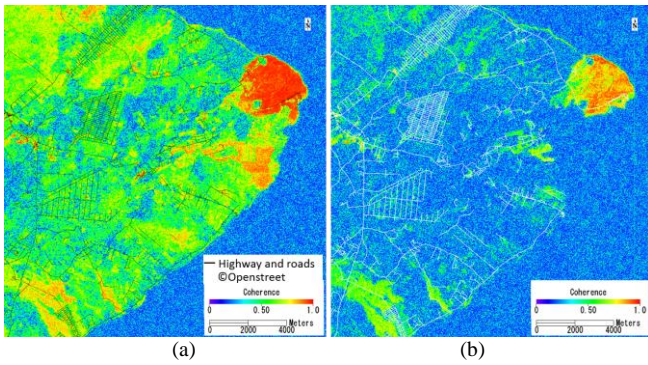 Highway and roads
©Openstreet
Coherence
0 0.50 1.0
0 2000 4000 Meters
Coherence
0 0.50 1.0
0 2000 4000 Meters
(a) (b)